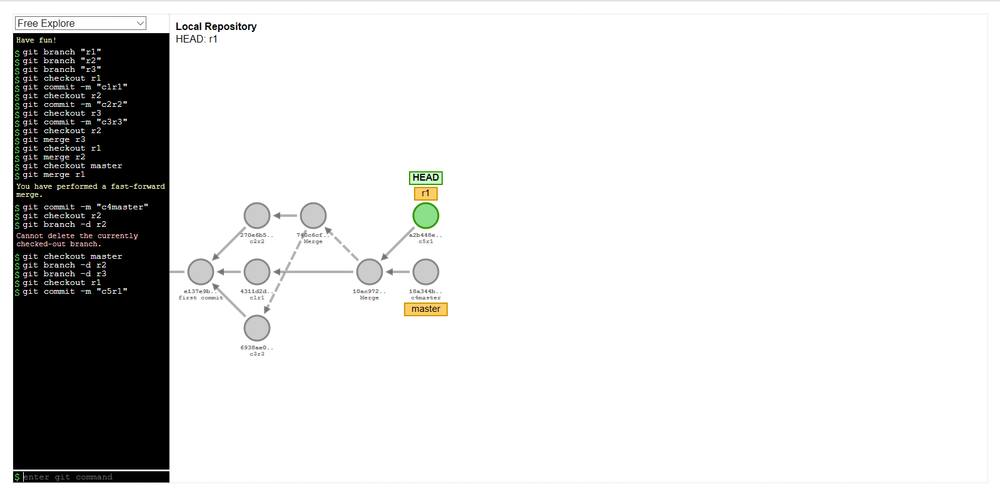 Free Explore
Have fun!
$ git branch "r1"
$ git branch "r2"
$ git branch "r3"
$ git checkout r1
$ git commit -m "c1r1"
$ git checkout r2
$ git commit -m "c2r2"
$ git checkout r3
$ git commit -m "c3r3"
$ git checkout r2
$ git merge r3
$ git checkout r1
$ git merge r2
$ git checkout master
$ git merge r1
You have performed a fast-forward
merge.
$ git commit -m "c4master"
$ git checkout r2
$ git branch -d r2
Cannot delete the currently
checked-out branch.
$ git checkout master
$ git branch -d r2
$ git branch -d r3
$ git checkout r1
$ git commit -m "c5r1"
$ enter git command
Local Repository
HEAD: r1
HEAD
r1
270e6b5..
c2r2
740c6cf..
Merge
a2b448e..
c5r1
e137e9b..
first commit
4311d2d..
c1r1
10ac972..
Merge
18a344b..
c4master
master
6938ae0..
c3r3